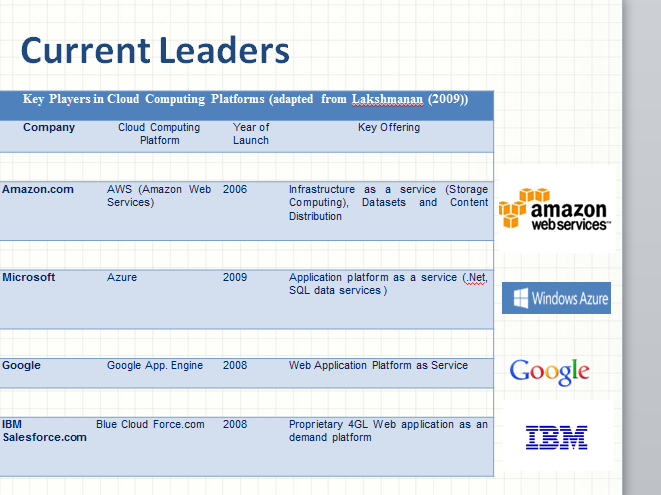 Current Leaders
Key Players in Cloud Computing Platforms (adapted from Lakshmanan (2009))
Company Cloud Computing Year of Key Offering
Platform Launch
Amazon.com AWS (Amazon Web 2006 Infrastructure as a service (Storage
Services) Computing), Datasets and Content
Distribution
amazon
webservices™
Microsoft Azure 2009 Application platform as a service (.Net,
SQL data services )
Windows Azure
Google Google App. Engine 2008 Web Application Platform as Service
Google
IBM Blue Cloud Force.com 2008 Proprietary 4GL Web application as an
Salesforce.com demand platform
IBM